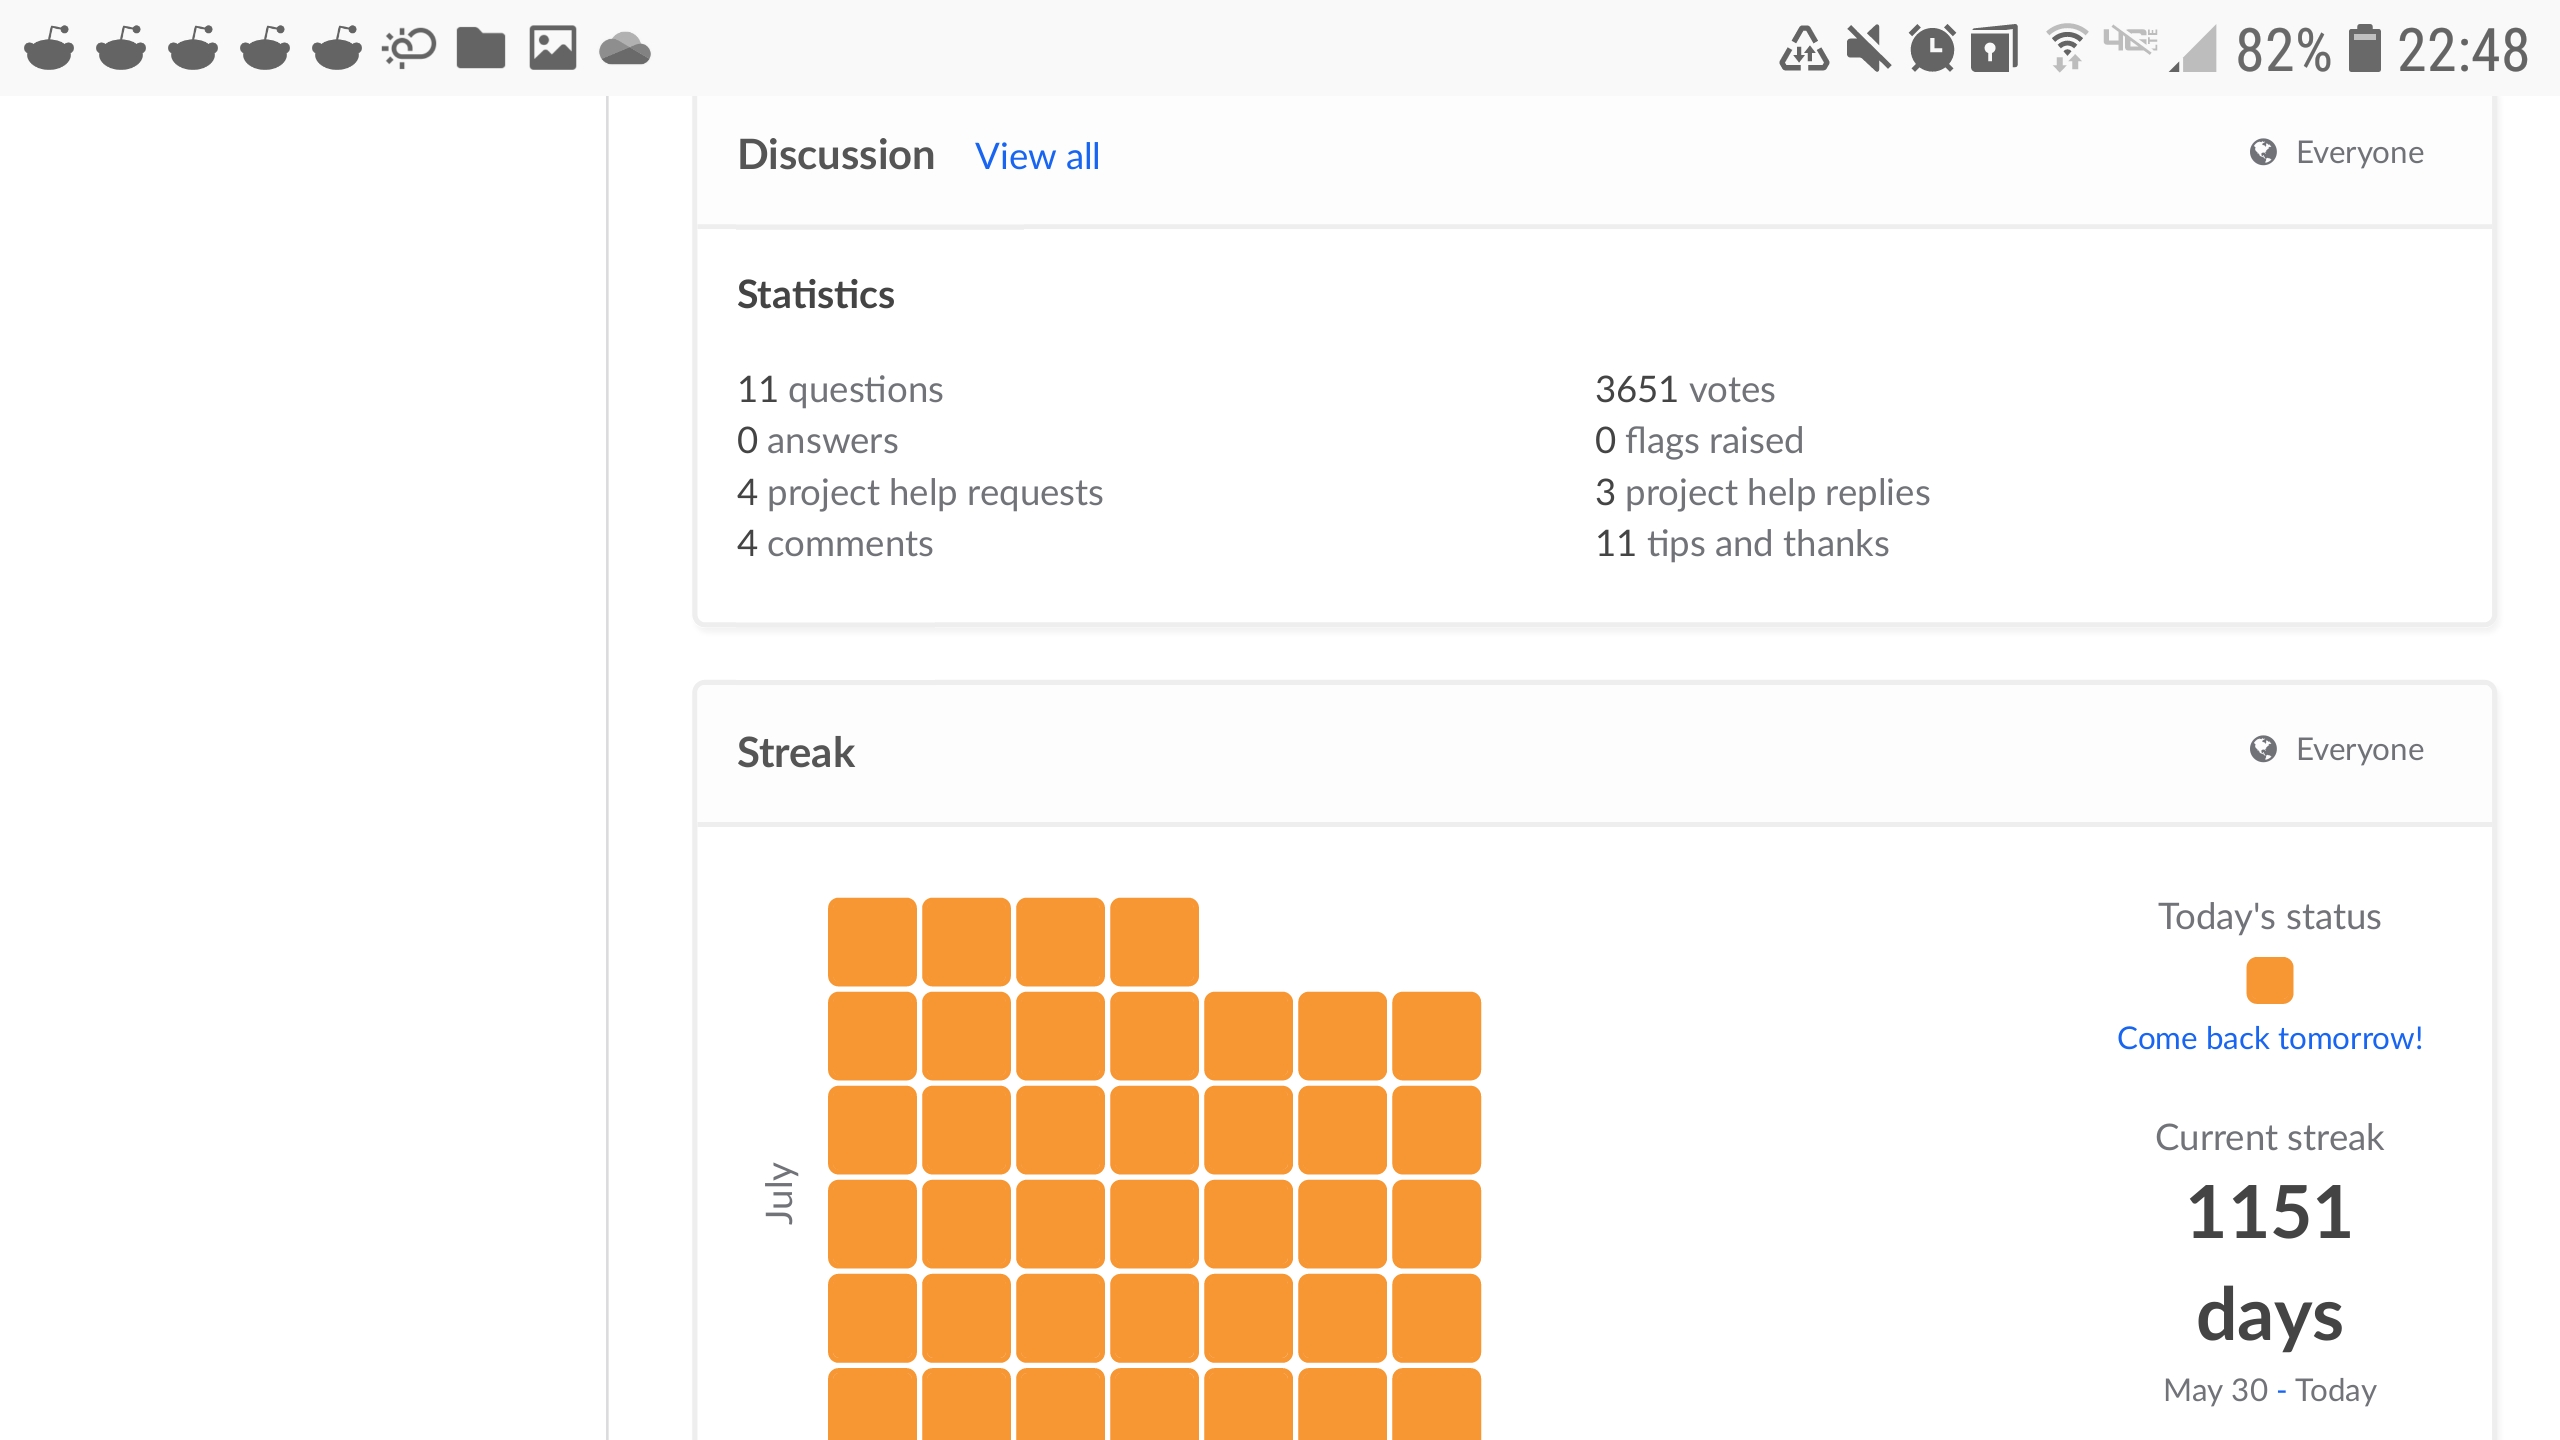 82% 22:48
Discussion View all Everyone
Statistics
11 questions
0 answers
4 project help requests
4 comments
3651 votes
0 flags raised
3 project help replies
11 tips and thanks
Streak Everyone
July
Today's status
Come back tomorrow!
Current streak
1151
days
May 30 - Today